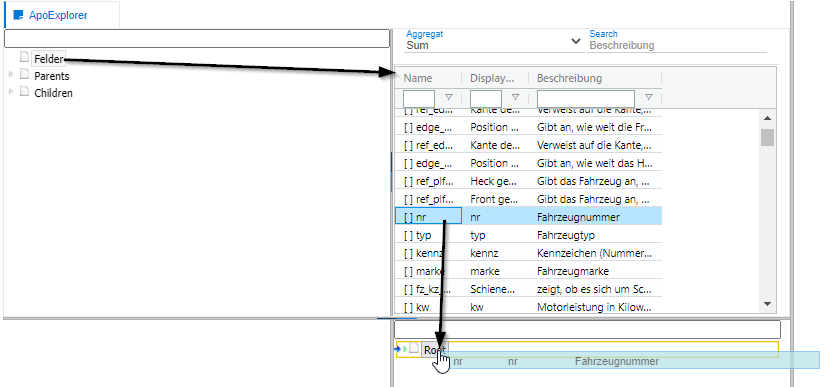 ApoExplorer
Aggregat
Sum
Search
Beschreibung
Felder
Parents
Children
Name Display... Beschreibung
[ ] ref_ed... Kante de... Verweist auf die Kante,...
[ ] edge_... Position ... Gibt an, wie weit die Fr...
[ ] ref_ed... Kante de... Verweist auf die Kante,...
[ ] edge_... Position ... Gibt an, wie weit das H...
[ ] ref_plf... Heck ge... Gibt das Fahrzeug an, ...
[ ] ref_plf... Front ge... Gibt das Fahrzeug an, ...
[ ] nr nr Fahrzeugnummer
[ ] typ typ Fahrzeugtyp
[ ] kennz kennz Kennzeichen (Nummer...
[ ] marke marke Fahrzeugmarke
[ ] fz_kz_... Schiene... zeigt, ob es sich um Sc...
[ ] kw kw Motorleistung in Kilow...
Root
nr nr Fahrzeugnummer